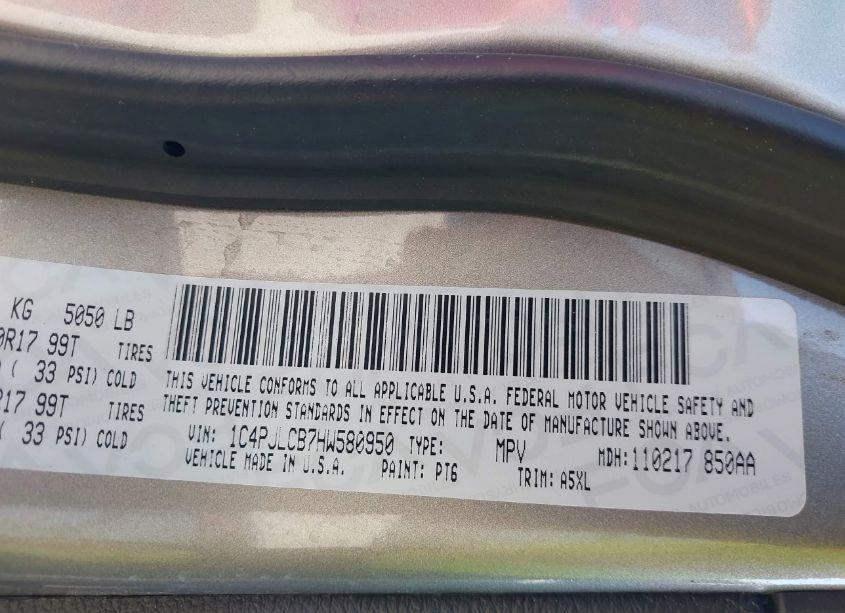 KG 5050 LB
0R17 99T TIRES
( 33 PSI) COLD
R17 99T TIRES
( 33 PSI) COLD
THIS VEHICLE CONFORMS TO ALL APPLICABLE U.S.A. FEDERAL MOTOR VEHICLE SAFETY AND
THEFT PREVENTION STANDARDS IN EFFECT ON THE DATE OF MANUFACTURE SHOWN ABOVE.
VIN: 1C4PJLCB7HW580950 TYPE: MPV MDH: 110217 850AA
VEHICLE MADE IN U.S.A. PAINT: PT6 TRIM: A5XL